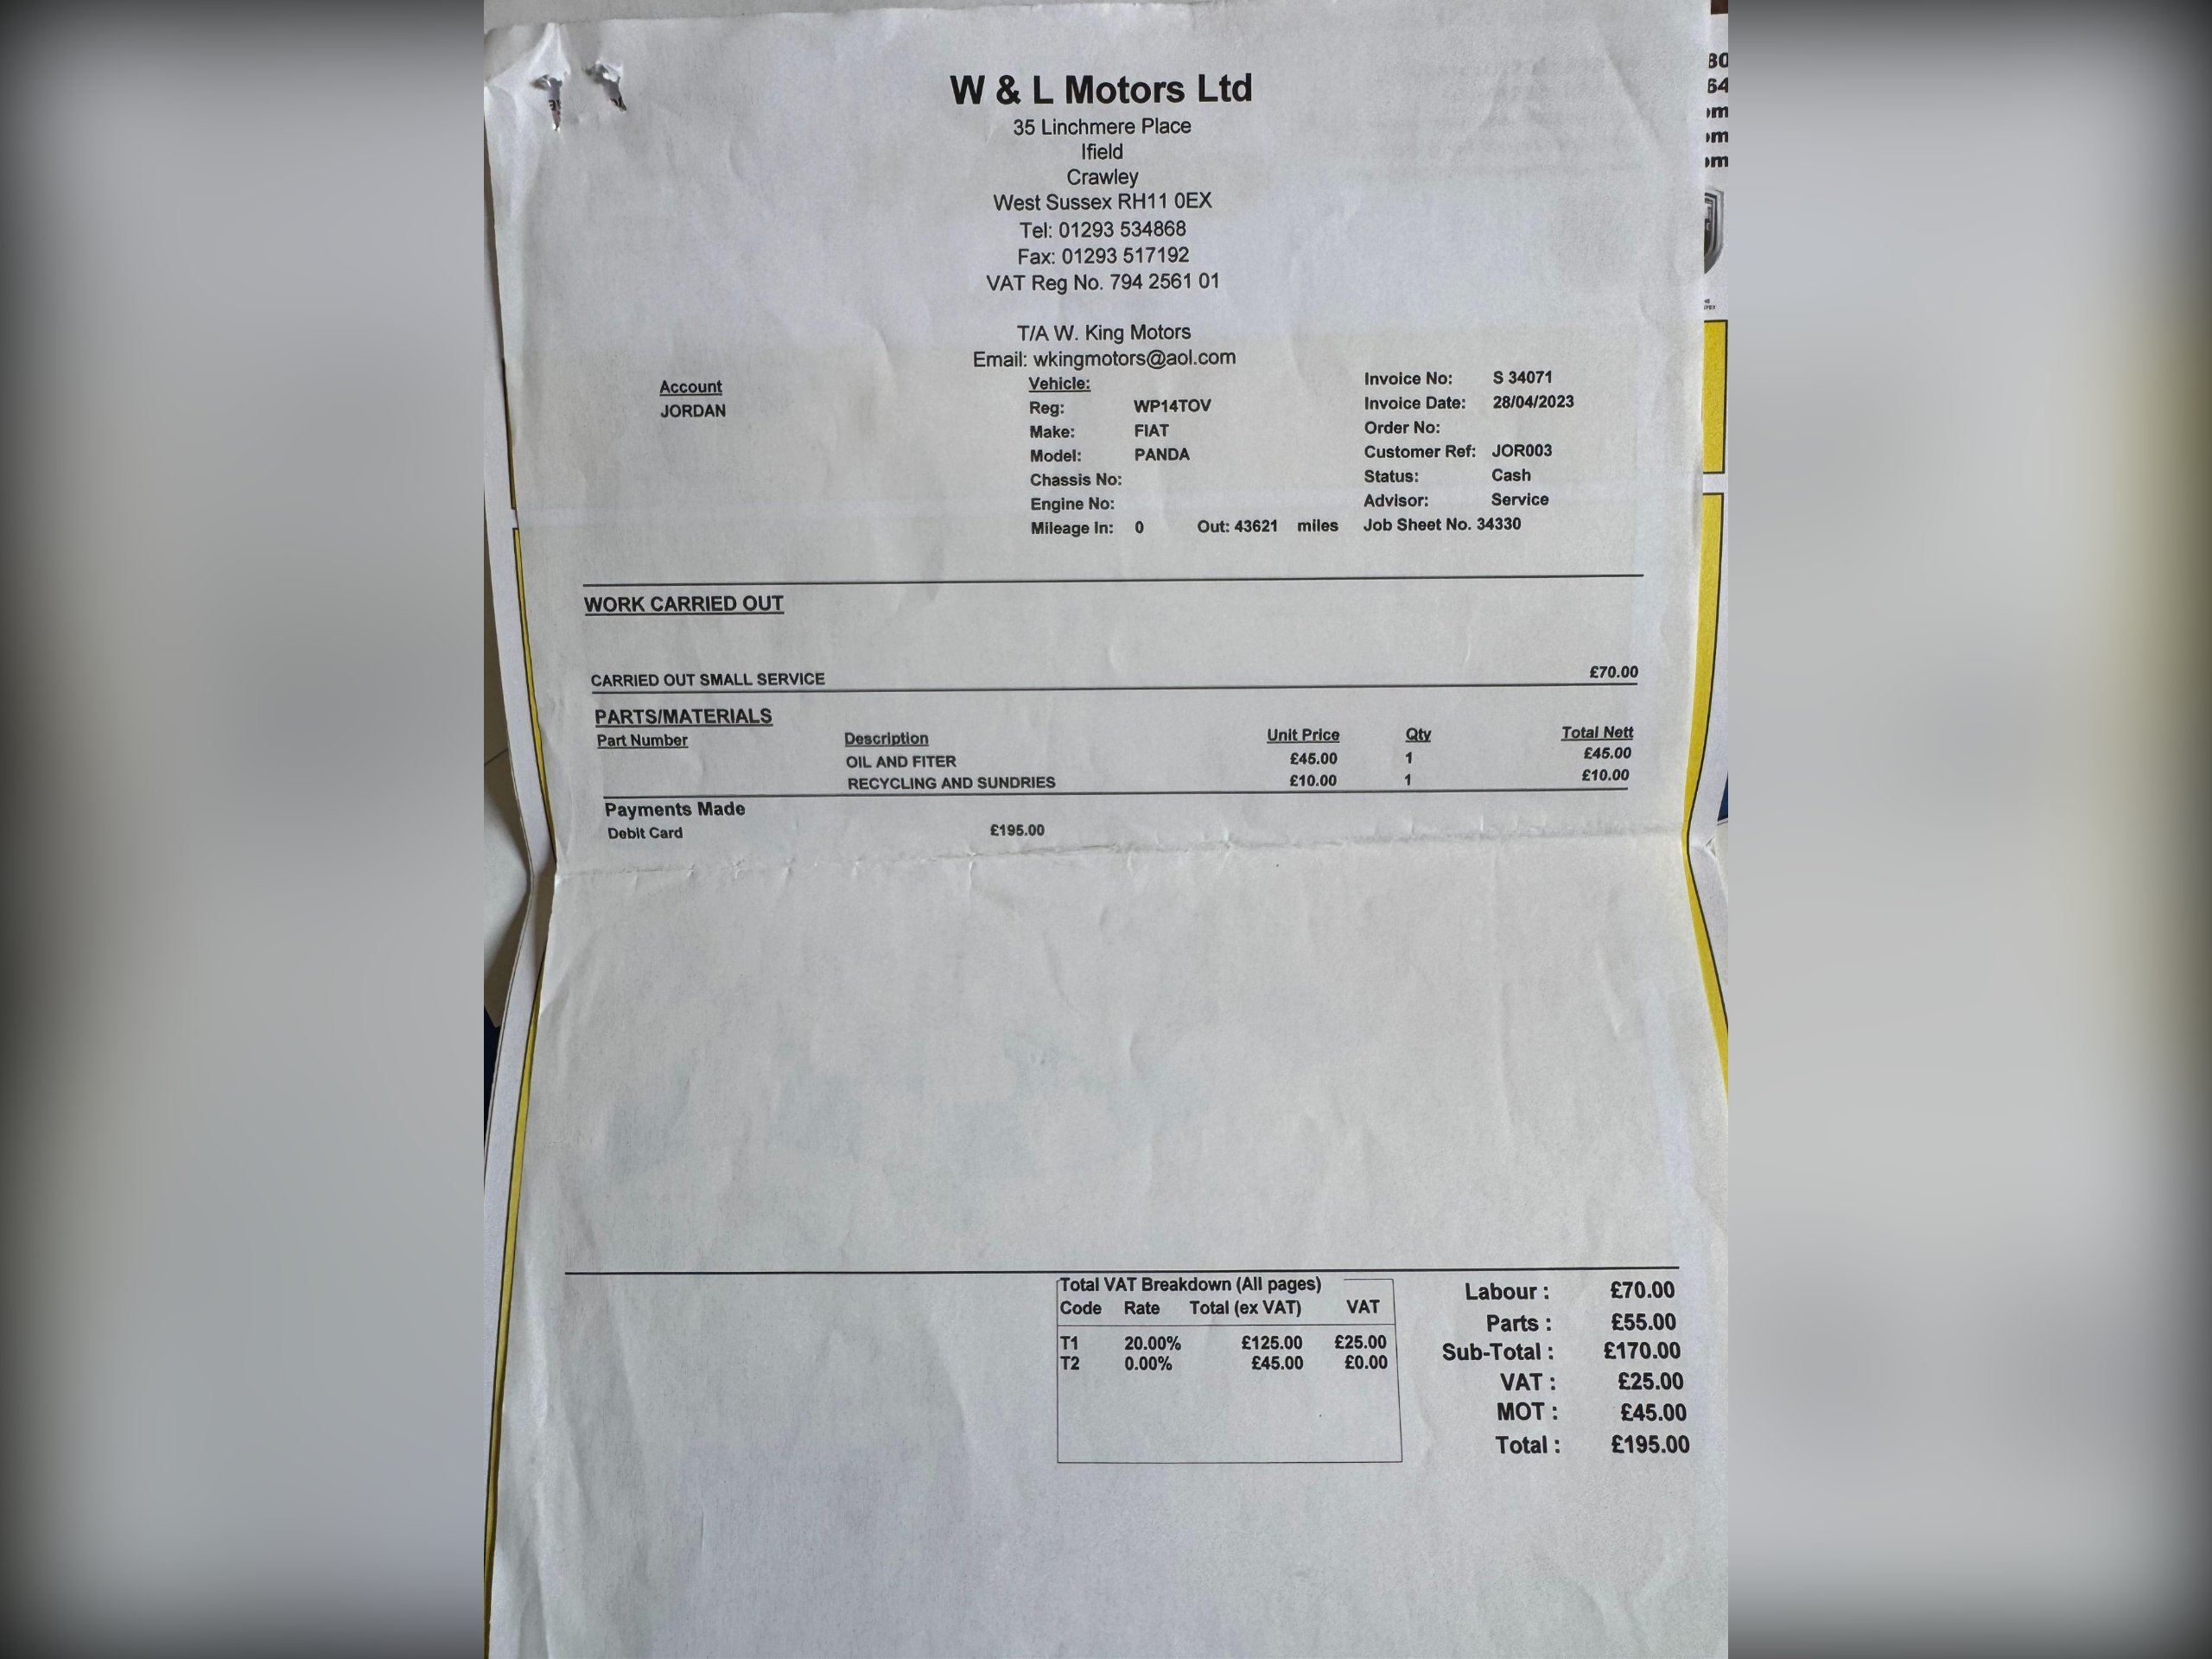 W & L Motors Ltd
35 Linchmere Place
Ifield
Crawley
West Sussex RH11 0EX
Tel: 01293 534868
Fax: 01293 517192
VAT Reg No. 794 2561 01
T/A W. King Motors
Email: wkingmotors@aol.com
Account
JORDAN
Vehicle:
Reg: WP14TOV
Make: FIAT
Model: PANDA
Chassis No:
Engine No:
Mileage In: 0 Out: 43621 miles
Invoice No: S 34071
Invoice Date: 28/04/2023
Order No:
Customer Ref: JOR003
Status: Cash
Advisor: Service
Job Sheet No. 34330
WORK CARRIED OUT
CARRIED OUT SMALL SERVICE £70.00
PARTS/MATERIALS
Part Number Description Unit Price Qty Total Nett
OIL AND FITER £45.00 1 £45.00
RECYCLING AND SUNDRIES £10.00 1 £10.00
Payments Made
Debit Card £195.00
Total VAT Breakdown (All pages)
Code Rate Total (ex VAT) VAT
T1 20.00% £125.00 £25.00
T2 0.00% £45.00 £0.00
Labour : £70.00
Parts : £55.00
Sub-Total : £170.00
VAT : £25.00
MOT : £45.00
Total : £195.00
80
64
om
om
om